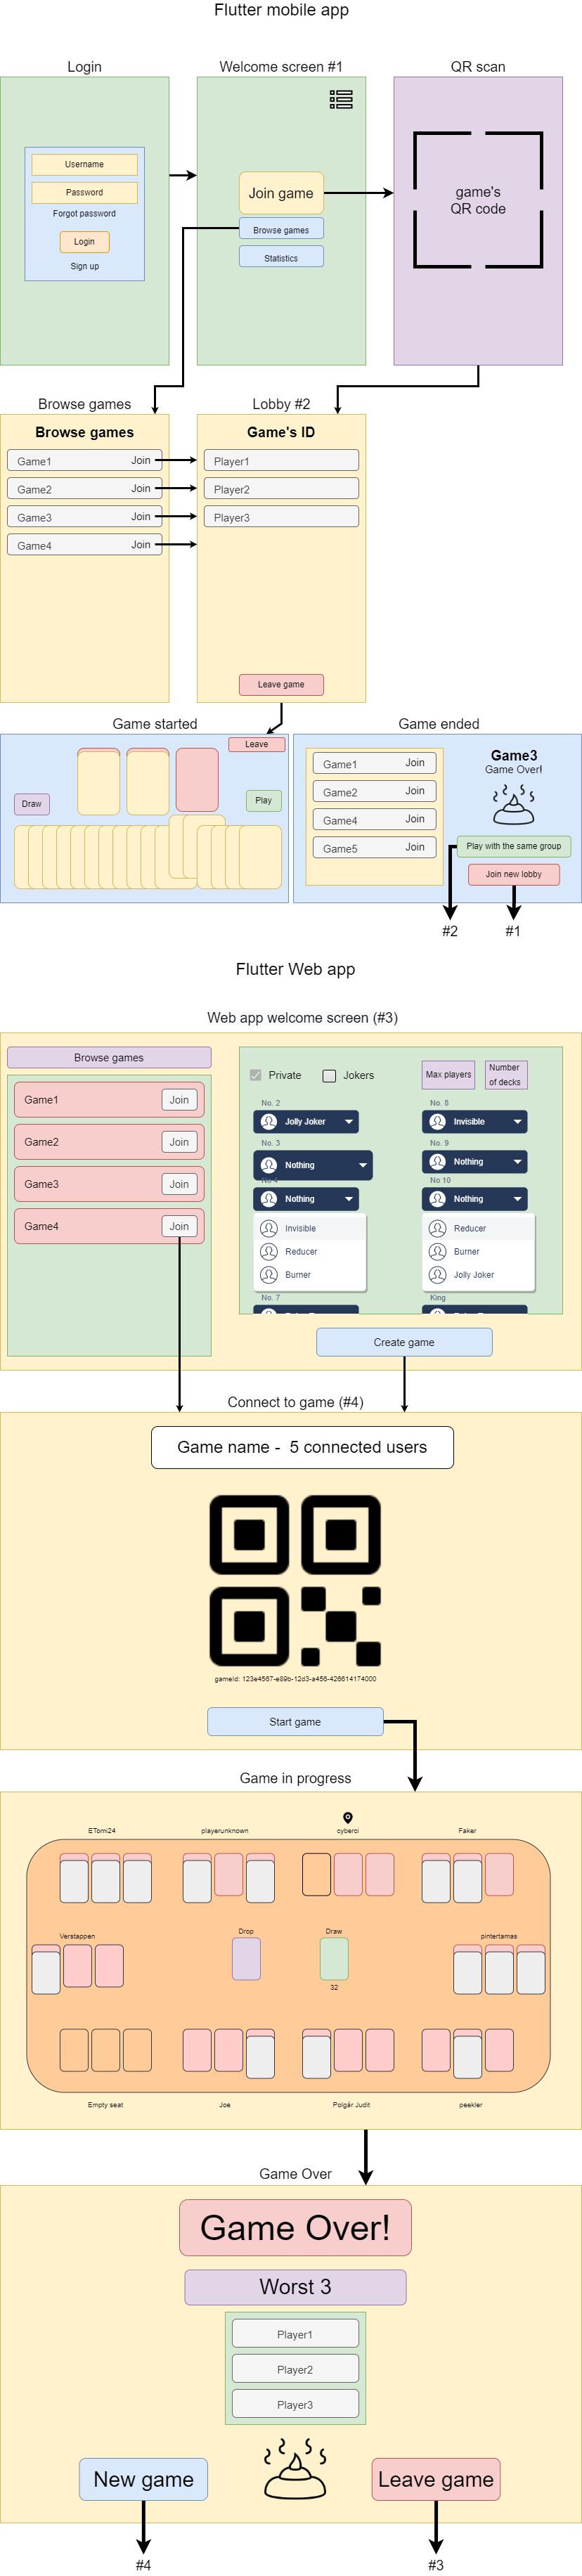 Flutter mobile app
Login
Welcome screen #1
QR scan
Username
Password
Forgot password
Login
Sign up
Join game
Browse games
Statistics
game's
QR code
Browse games
Lobby #2
Browse games
Game1 Join
Game2 Join
Game3 Join
Game4 Join
Game's ID
Player1
Player2
Player3
Leave game
Game started
Game ended
Leave
Draw
Play
Game1 Join
Game2 Join
Game4 Join
Game5 Join
Game3
Game Over!
Play with the same group
Join new lobby
#2
#1
Flutter Web app
Web app welcome screen (#3)
Browse games
Game1 Join
Game2 Join
Game3 Join
Game4 Join
Private
Jokers
Max players
Number
of decks
No. 2
Jolly Joker
No. 3
Nothing
Nothing
Invisible
Reducer
Burner
No. 7
No. 8
Invisible
No. 9
Nothing
No 10
Nothing
Reducer
Burner
Jolly Joker
King
Create game
Connect to game (#4)
Game name - 5 connected users
gameId: 123e4567-e89b-12d3-a456-426614174000
Start game
Game in progress
ETomi24
playerunknown
cyberci
Faker
Verstappen
Drop
Draw
32
pintertamas
Empty seat
Joe
Polgár Judit
peekler
Game Over
Game Over!
Worst 3
Player1
Player2
Player3
New game
Leave game
#4
#3